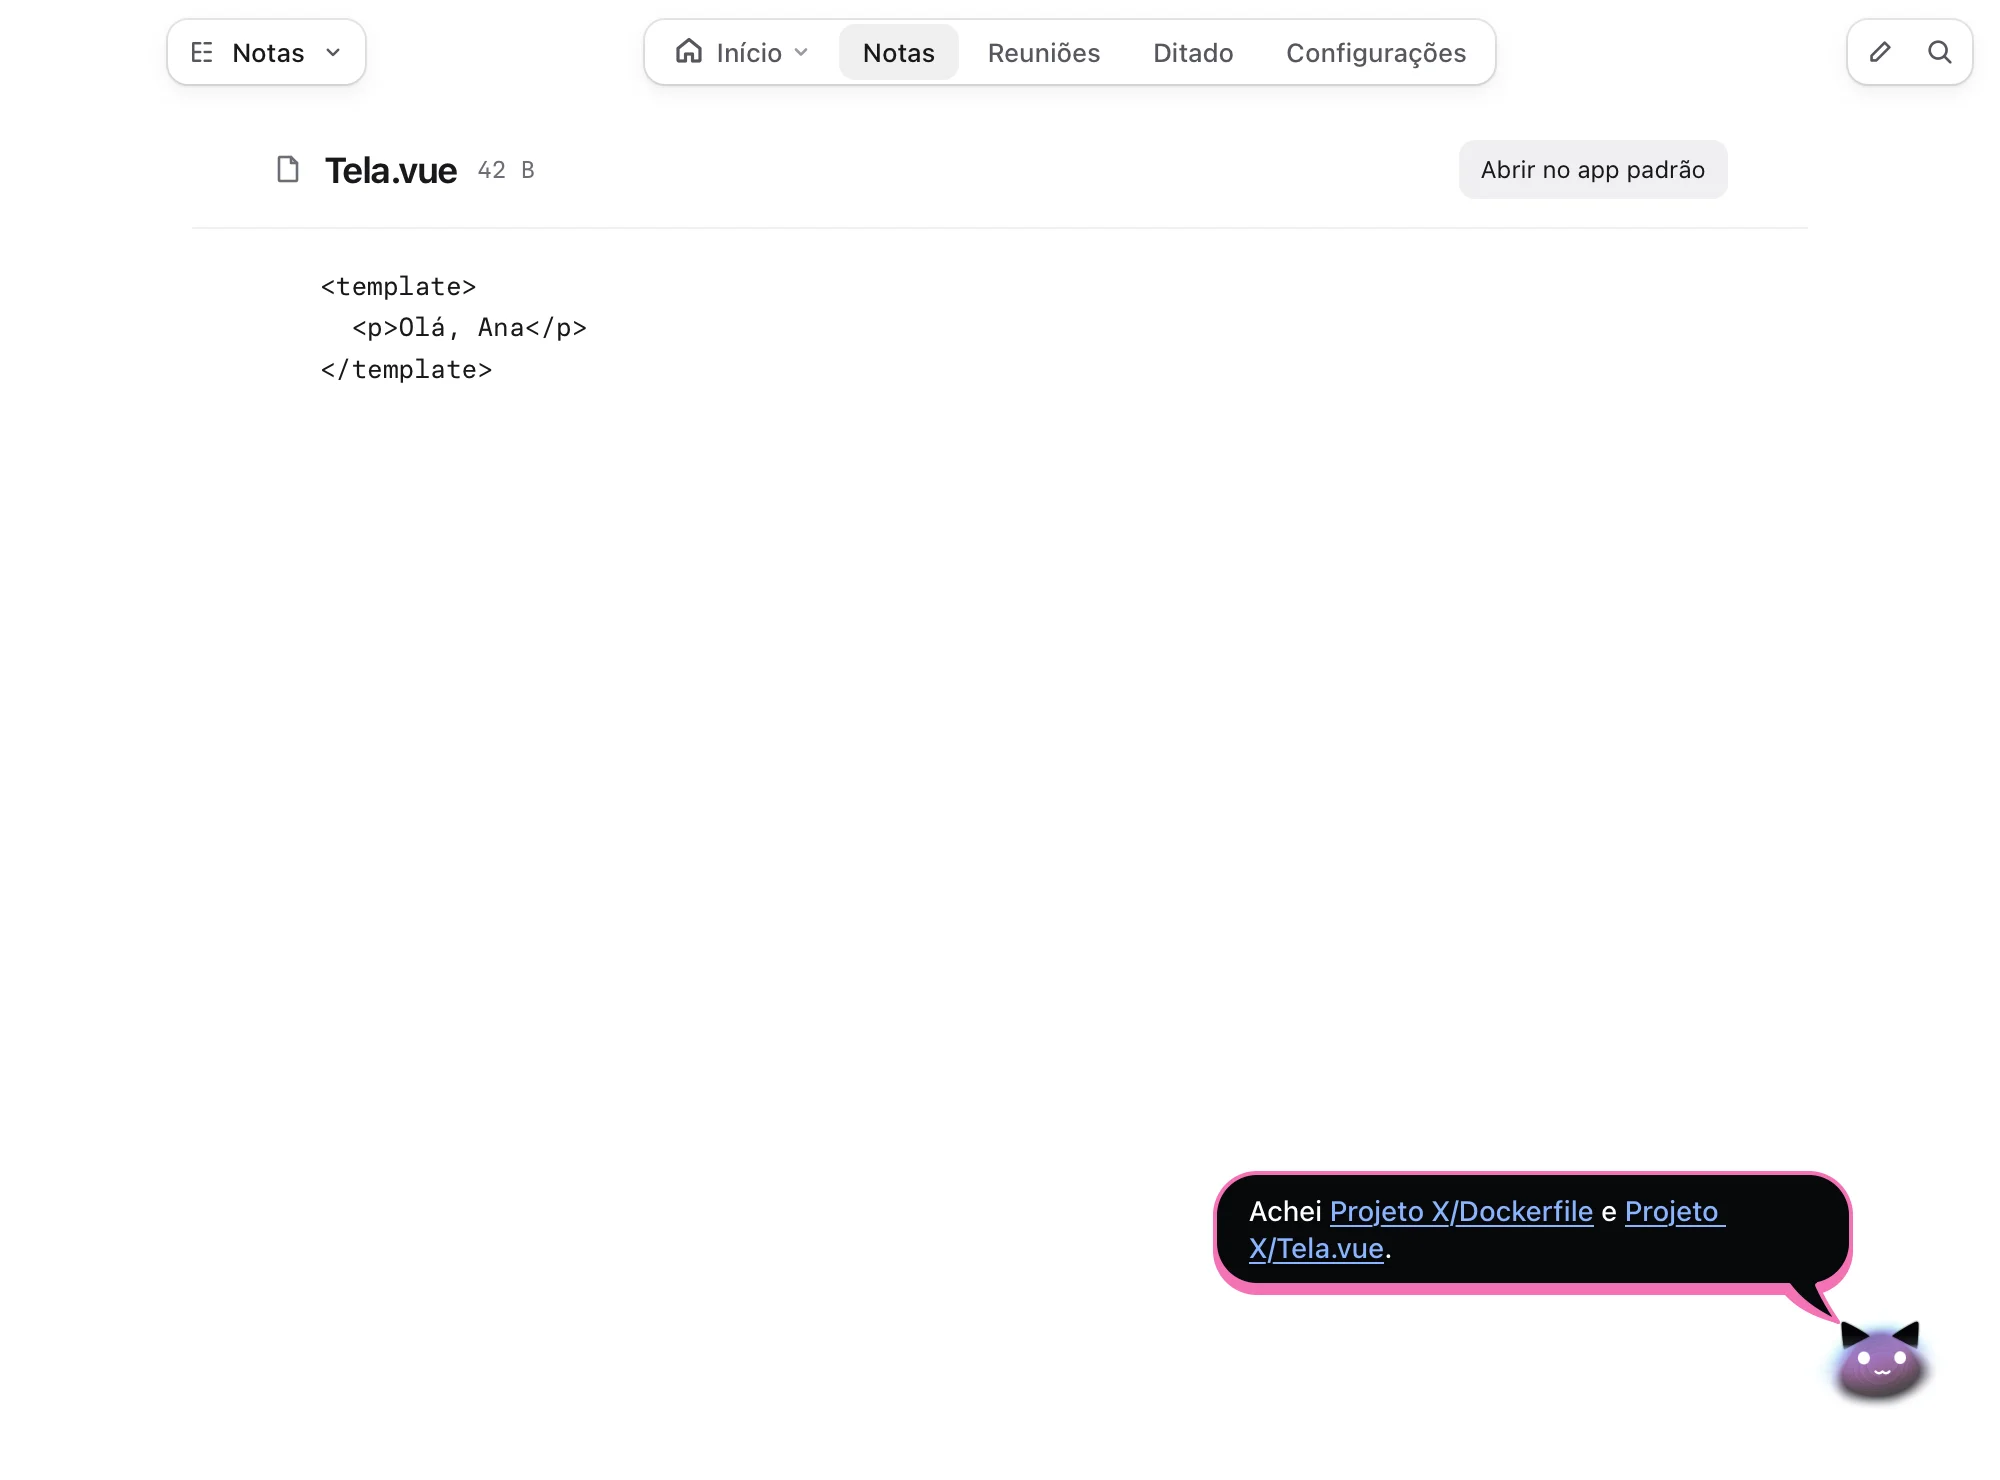 Notas
Início
Notas
Reuniões
Ditado
Configurações
Tela.vue
42 B
Abrir no app padrão
<template>
  <p>Olá, Ana</p>
</template>
Achei Projeto X/Dockerfile e Projeto
X/Tela.vue.